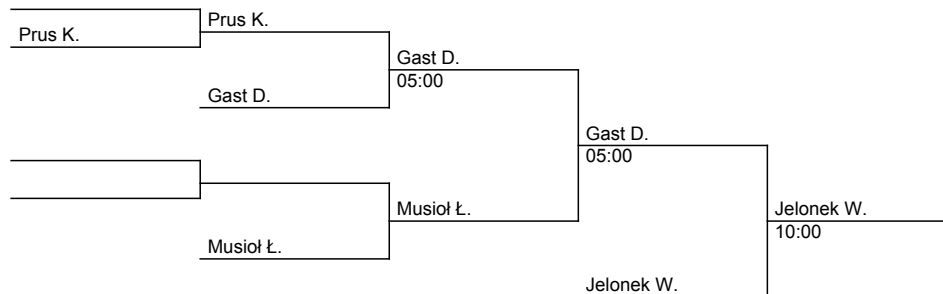 Prus K.
Prus K.
Gast D.
Gast D.
05:00
Gast D.
05:00
Musioł Ł.
Musioł Ł.
Jelonek W.
10:00
Jelonek W.